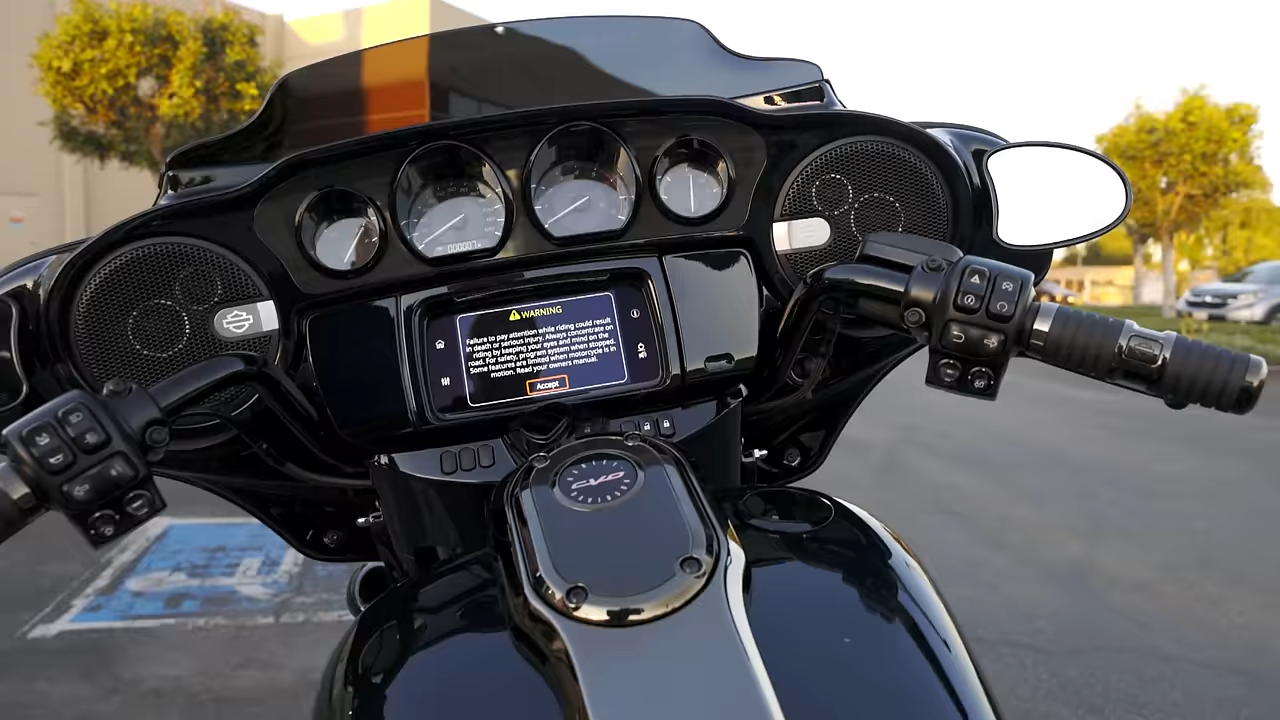 WARNING
Failure to pay attention while riding could result
in death or serious injury. Always concentrate on
riding by keeping your eyes and mind on the
road. For safety, program system when stopped.
Some features are limited when motorcycle is in
motion. Read your owners manual.
Accept
CVO